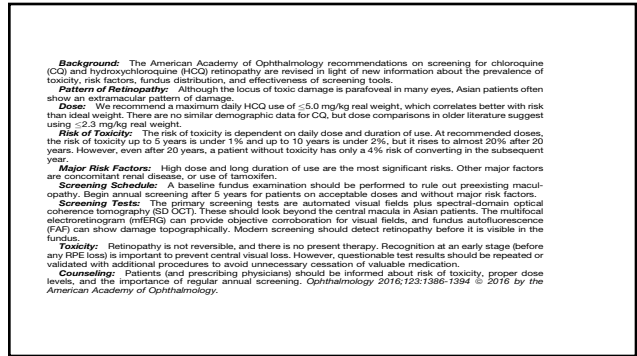 Background: The American Academy of Ophthalmology recommendations on screening for chloroquine
(CQ) and hydroxychloroquine (HCQ) retinopathy are revised in light of new information about the prevalence of
toxicity, risk factors, fundus distribution, and effectiveness of screening tools.
Pattern of Retinopathy: Although the locus of toxic damage is parafoveal in many eyes, Asian patients often
show an extramacular pattern of damage.
Dose: We recommend a maximum daily HCQ use of ≤5.0 mg/kg real weight, which correlates better with risk
than ideal weight. There are no similar demographic data for CQ, but dose comparisons in older literature suggest
using ≤2.3 mg/kg real weight.
Risk of Toxicity: The risk of toxicity is dependent on daily dose and duration of use. At recommended doses,
the risk of toxicity up to 5 years is under 1% and up to 10 years is under 2%, but it rises to almost 20% after 20
years. However, even after 20 years, a patient without toxicity has only a 4% risk of converting in the subsequent
year.
Major Risk Factors: High dose and long duration of use are the most significant risks. Other major factors
are concomitant renal disease, or use of tamoxifen.
Screening Schedule: A baseline fundus examination should be performed to rule out preexisting macul-
opathy. Begin annual screening after 5 years for patients on acceptable doses and without major risk factors.
Screening Tests: The primary screening tests are automated visual fields plus spectral-domain optical
coherence tomography (SD OCT). These should look beyond the central macula in Asian patients. The multifocal
electroretinogram (mfERG) can provide objective corroboration for visual fields, and fundus autofluorescence
(FAF) can show damage topographically. Modern screening should detect retinopathy before it is visible in the
fundus.
Toxicity: Retinopathy is not reversible, and there is no present therapy. Recognition at an early stage (before
any RPE loss) is important to prevent central visual loss. However, questionable test results should be repeated or
validated with additional procedures to avoid unnecessary cessation of valuable medication.
Counseling: Patients (and prescribing physicians) should be informed about risk of toxicity, proper dose
levels, and the importance of regular annual screening. Ophthalmology 2016;123:1386-1394 © 2016 by the
American Academy of Ophthalmology.